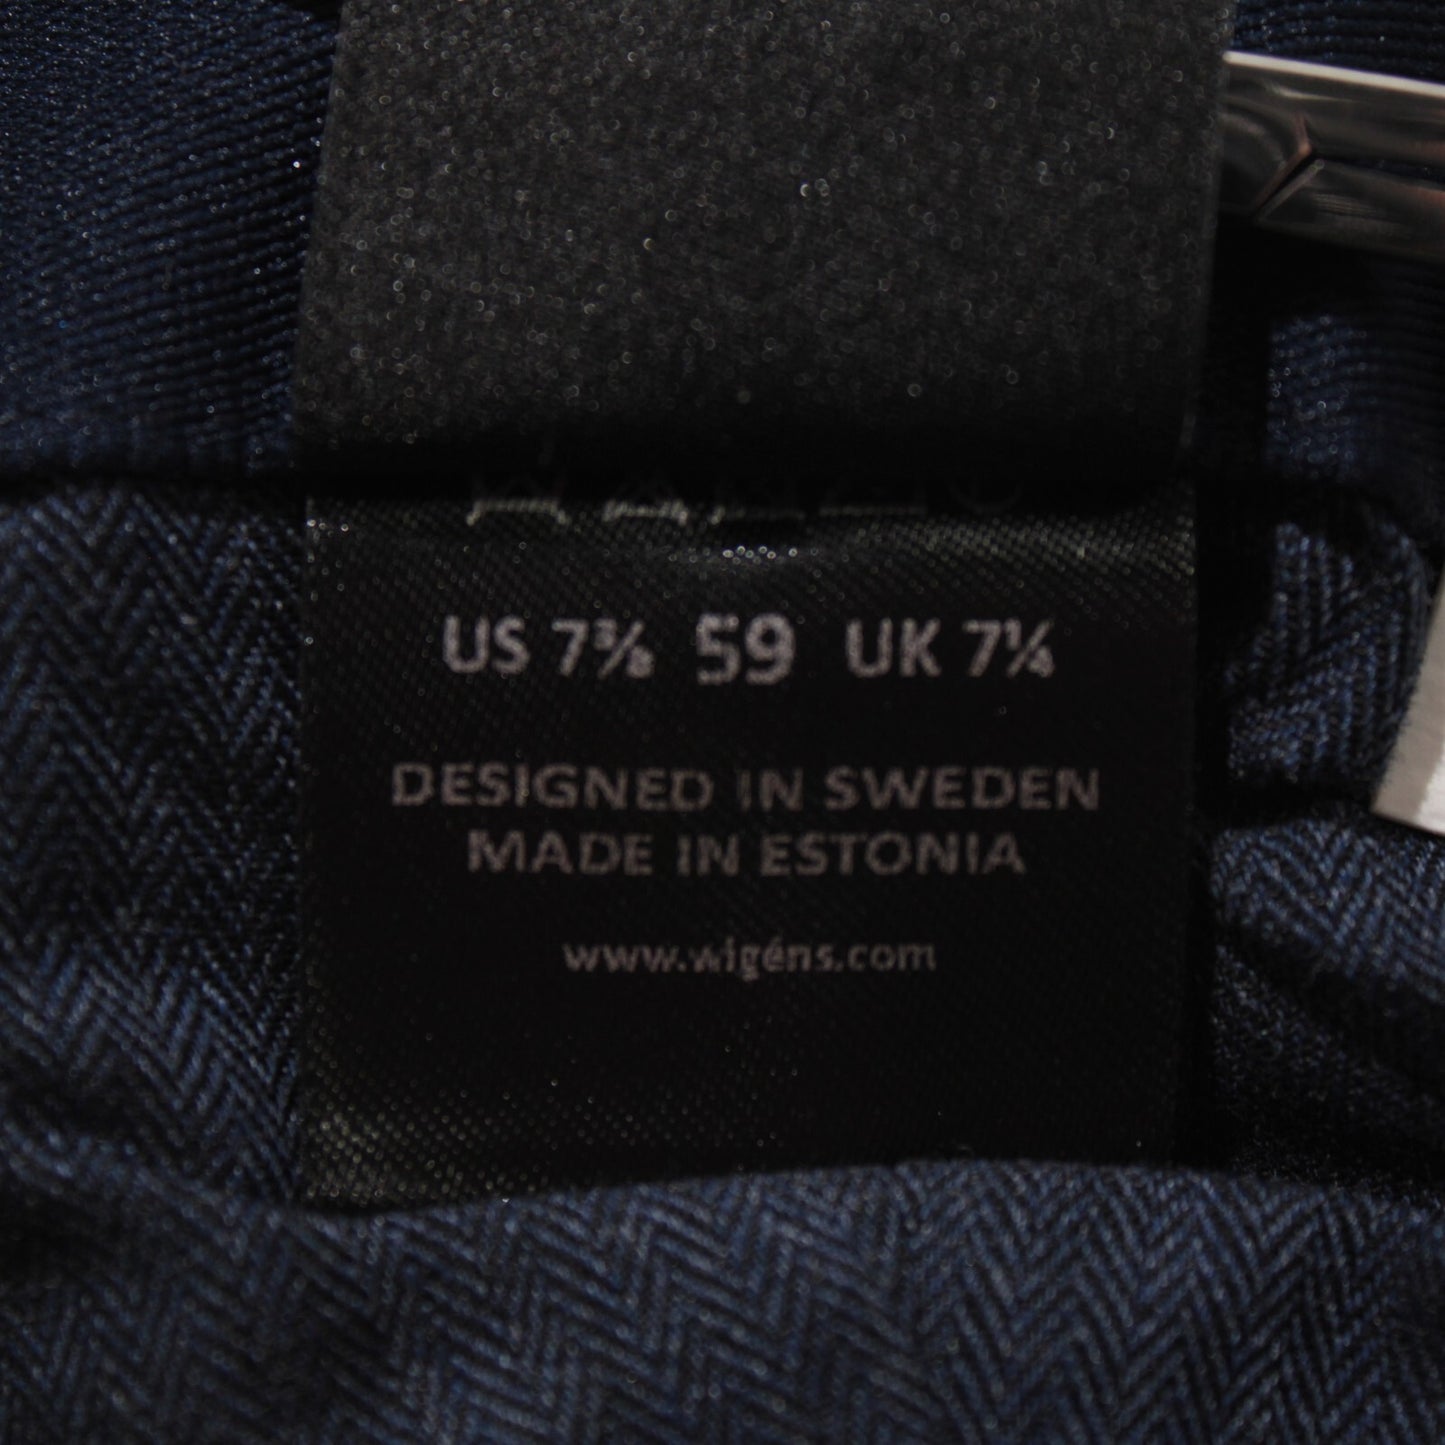 US 7⅜ 59 UK 7¼
DESIGNED IN SWEDEN
MADE IN ESTONIA
www.wigéns.com